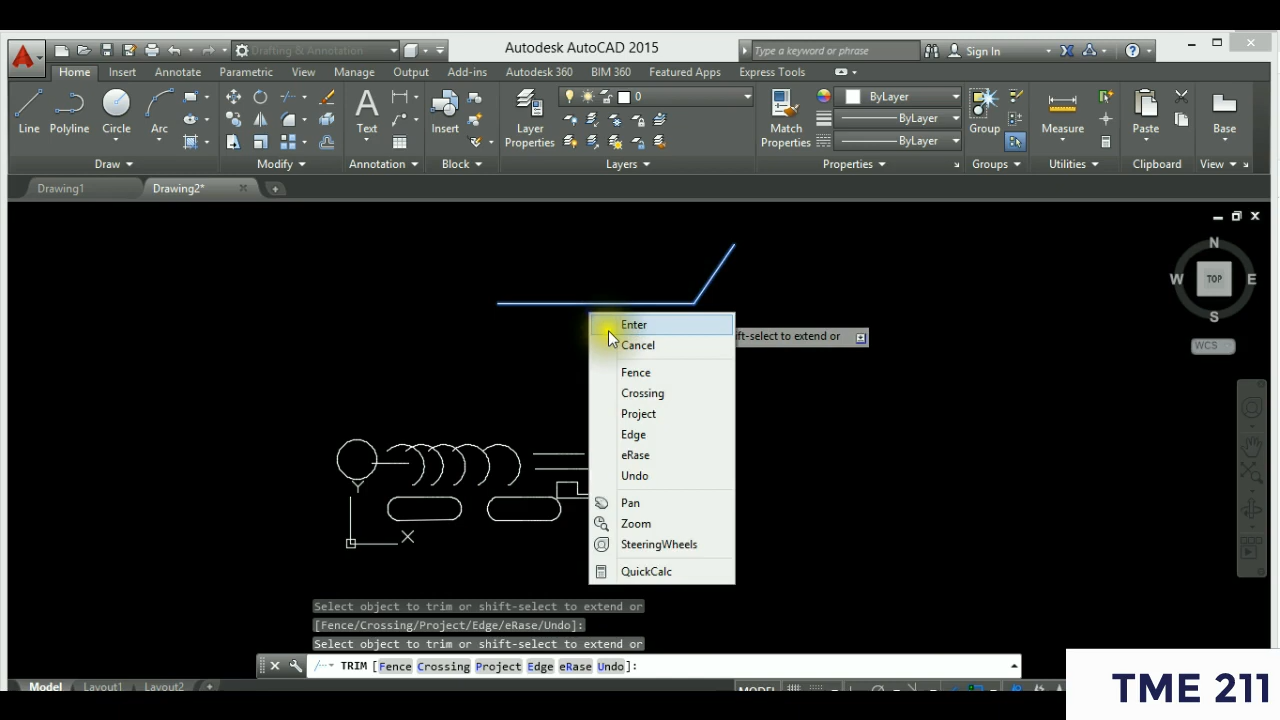 Drafting & Annotation
Autodesk AutoCAD 2015
Type a keyword or phrase
Sign In
Home Insert Annotate Parametric View Manage Output Add-ins Autodesk 360 BIM 360 Featured Apps Express Tools
Line Polyline Circle Arc
Text
Insert
Layer Properties
0
Match Properties
ByLayer
ByLayer
ByLayer
Group
Measure
Paste
Base
Draw Modify Annotation Block Layers Properties Groups Utilities Clipboard View
Drawing1 Drawing2*
N
W TOP E
S
WCS
Enter
ift-select to extend or
Cancel
Fence
Crossing
Project
Edge
eRase
Undo
Pan
Zoom
SteeringWheels
QuickCalc
Y
X
Select object to trim or shift-select to extend or
[Fence/Crossing/Project/Edge/eRase/Undo]:
Select object to trim or shift-select to extend or
TRIM [Fence Crossing Project Edge eRase Undo]:
Model Layout1 Layout2
MODEL
TME 211